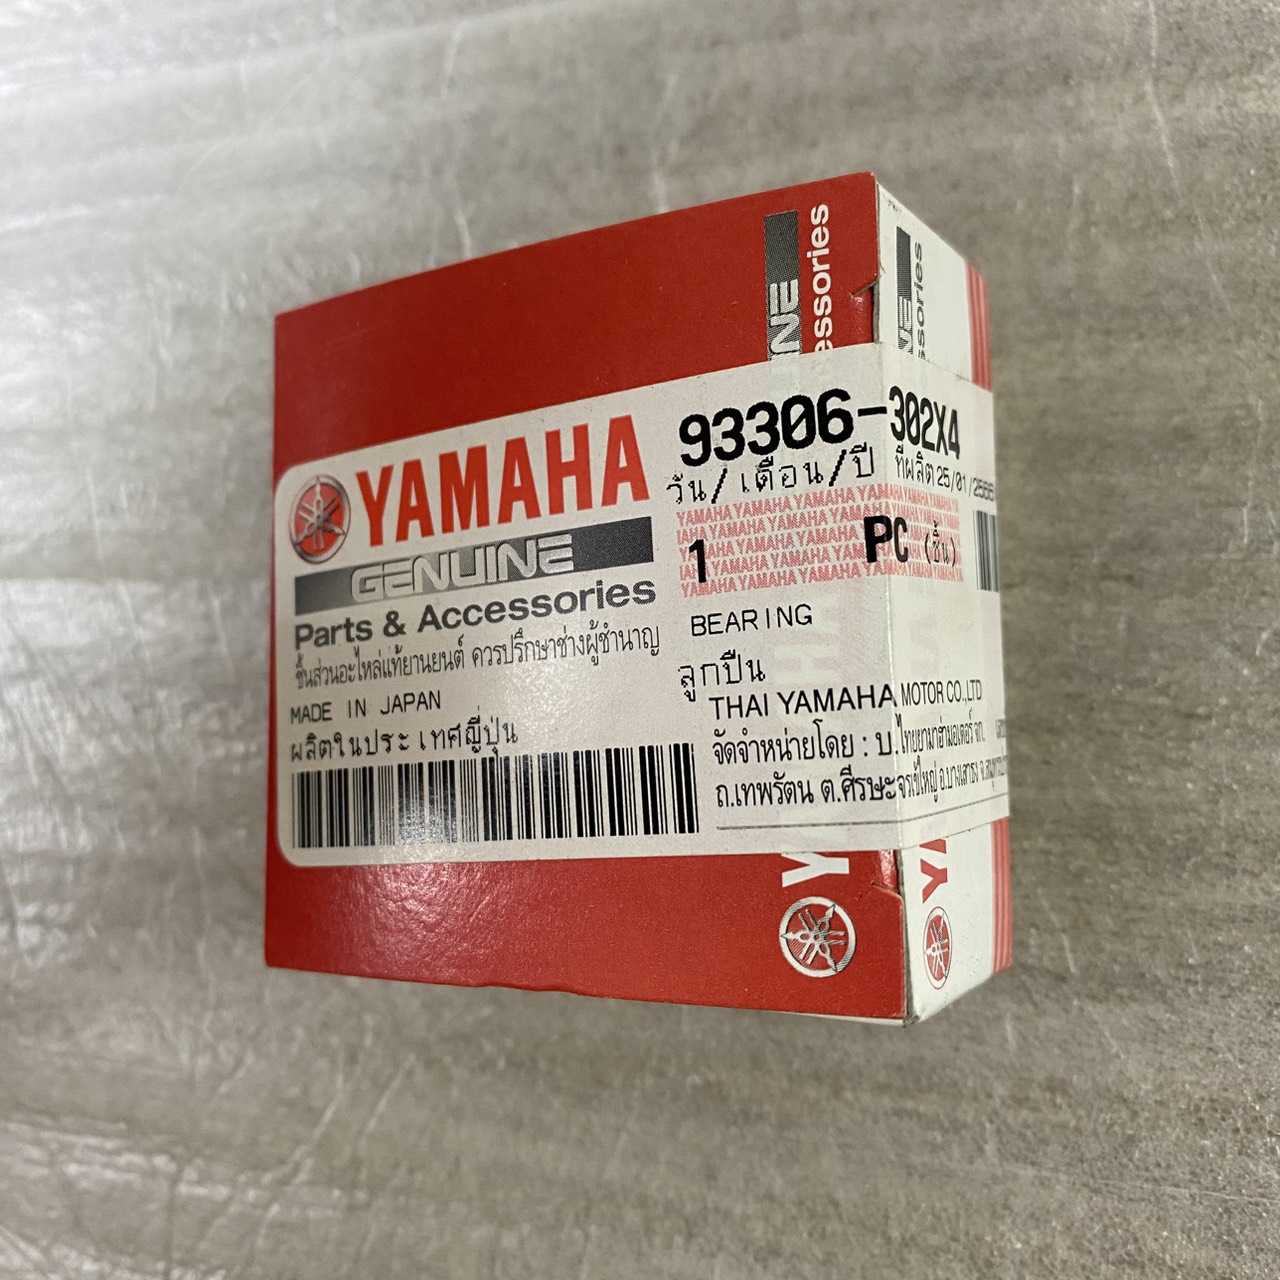 YAMAHA
GENUINE
Parts & Accessories
ชิ้นส่วนอะไหล่แท้ยานยนต์ ควรปรึกษาช่างผู้ชำนาญ
MADE IN JAPAN
ผลิตในประเทศญี่ปุ่น
93306-302X4
วัน/เดือน/ปี ที่ผลิต25/01/2566
YAMAHA YAMAHA YAMAHA YAMAHA YAMAHA
1 PC (ชิ้น)
BEARING
ลูกปืน
THAI YAMAHA MOTOR CO.,LTD
จัดจำหน่ายโดย : บ.ไทยยามาฮ่ามอเตอร์ จก.
ถ.เทพรัตน ต.ศีรษะจรเข้ใหญ่ อ.บางเสาธง